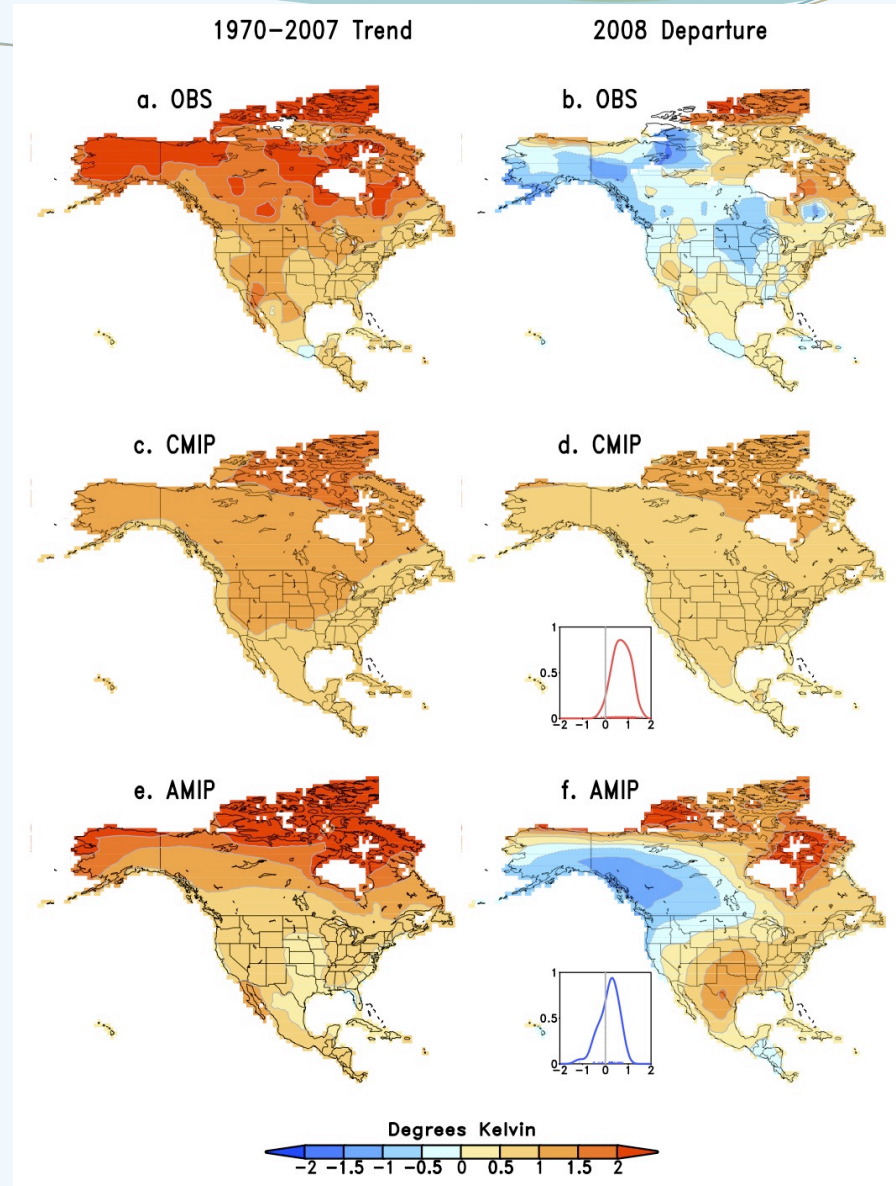 1970-2007 Trend
2008 Departure
a. OBS
b. OBS
c. CMIP
d. CMIP
1
0.5
0
-2 -1 0 1 2
e. AMIP
f. AMIP
1
0.5
0
-2 -1 0 1 2
Degrees Kelvin
-2 -1.5 -1 -0.5 0 0.5 1 1.5 2